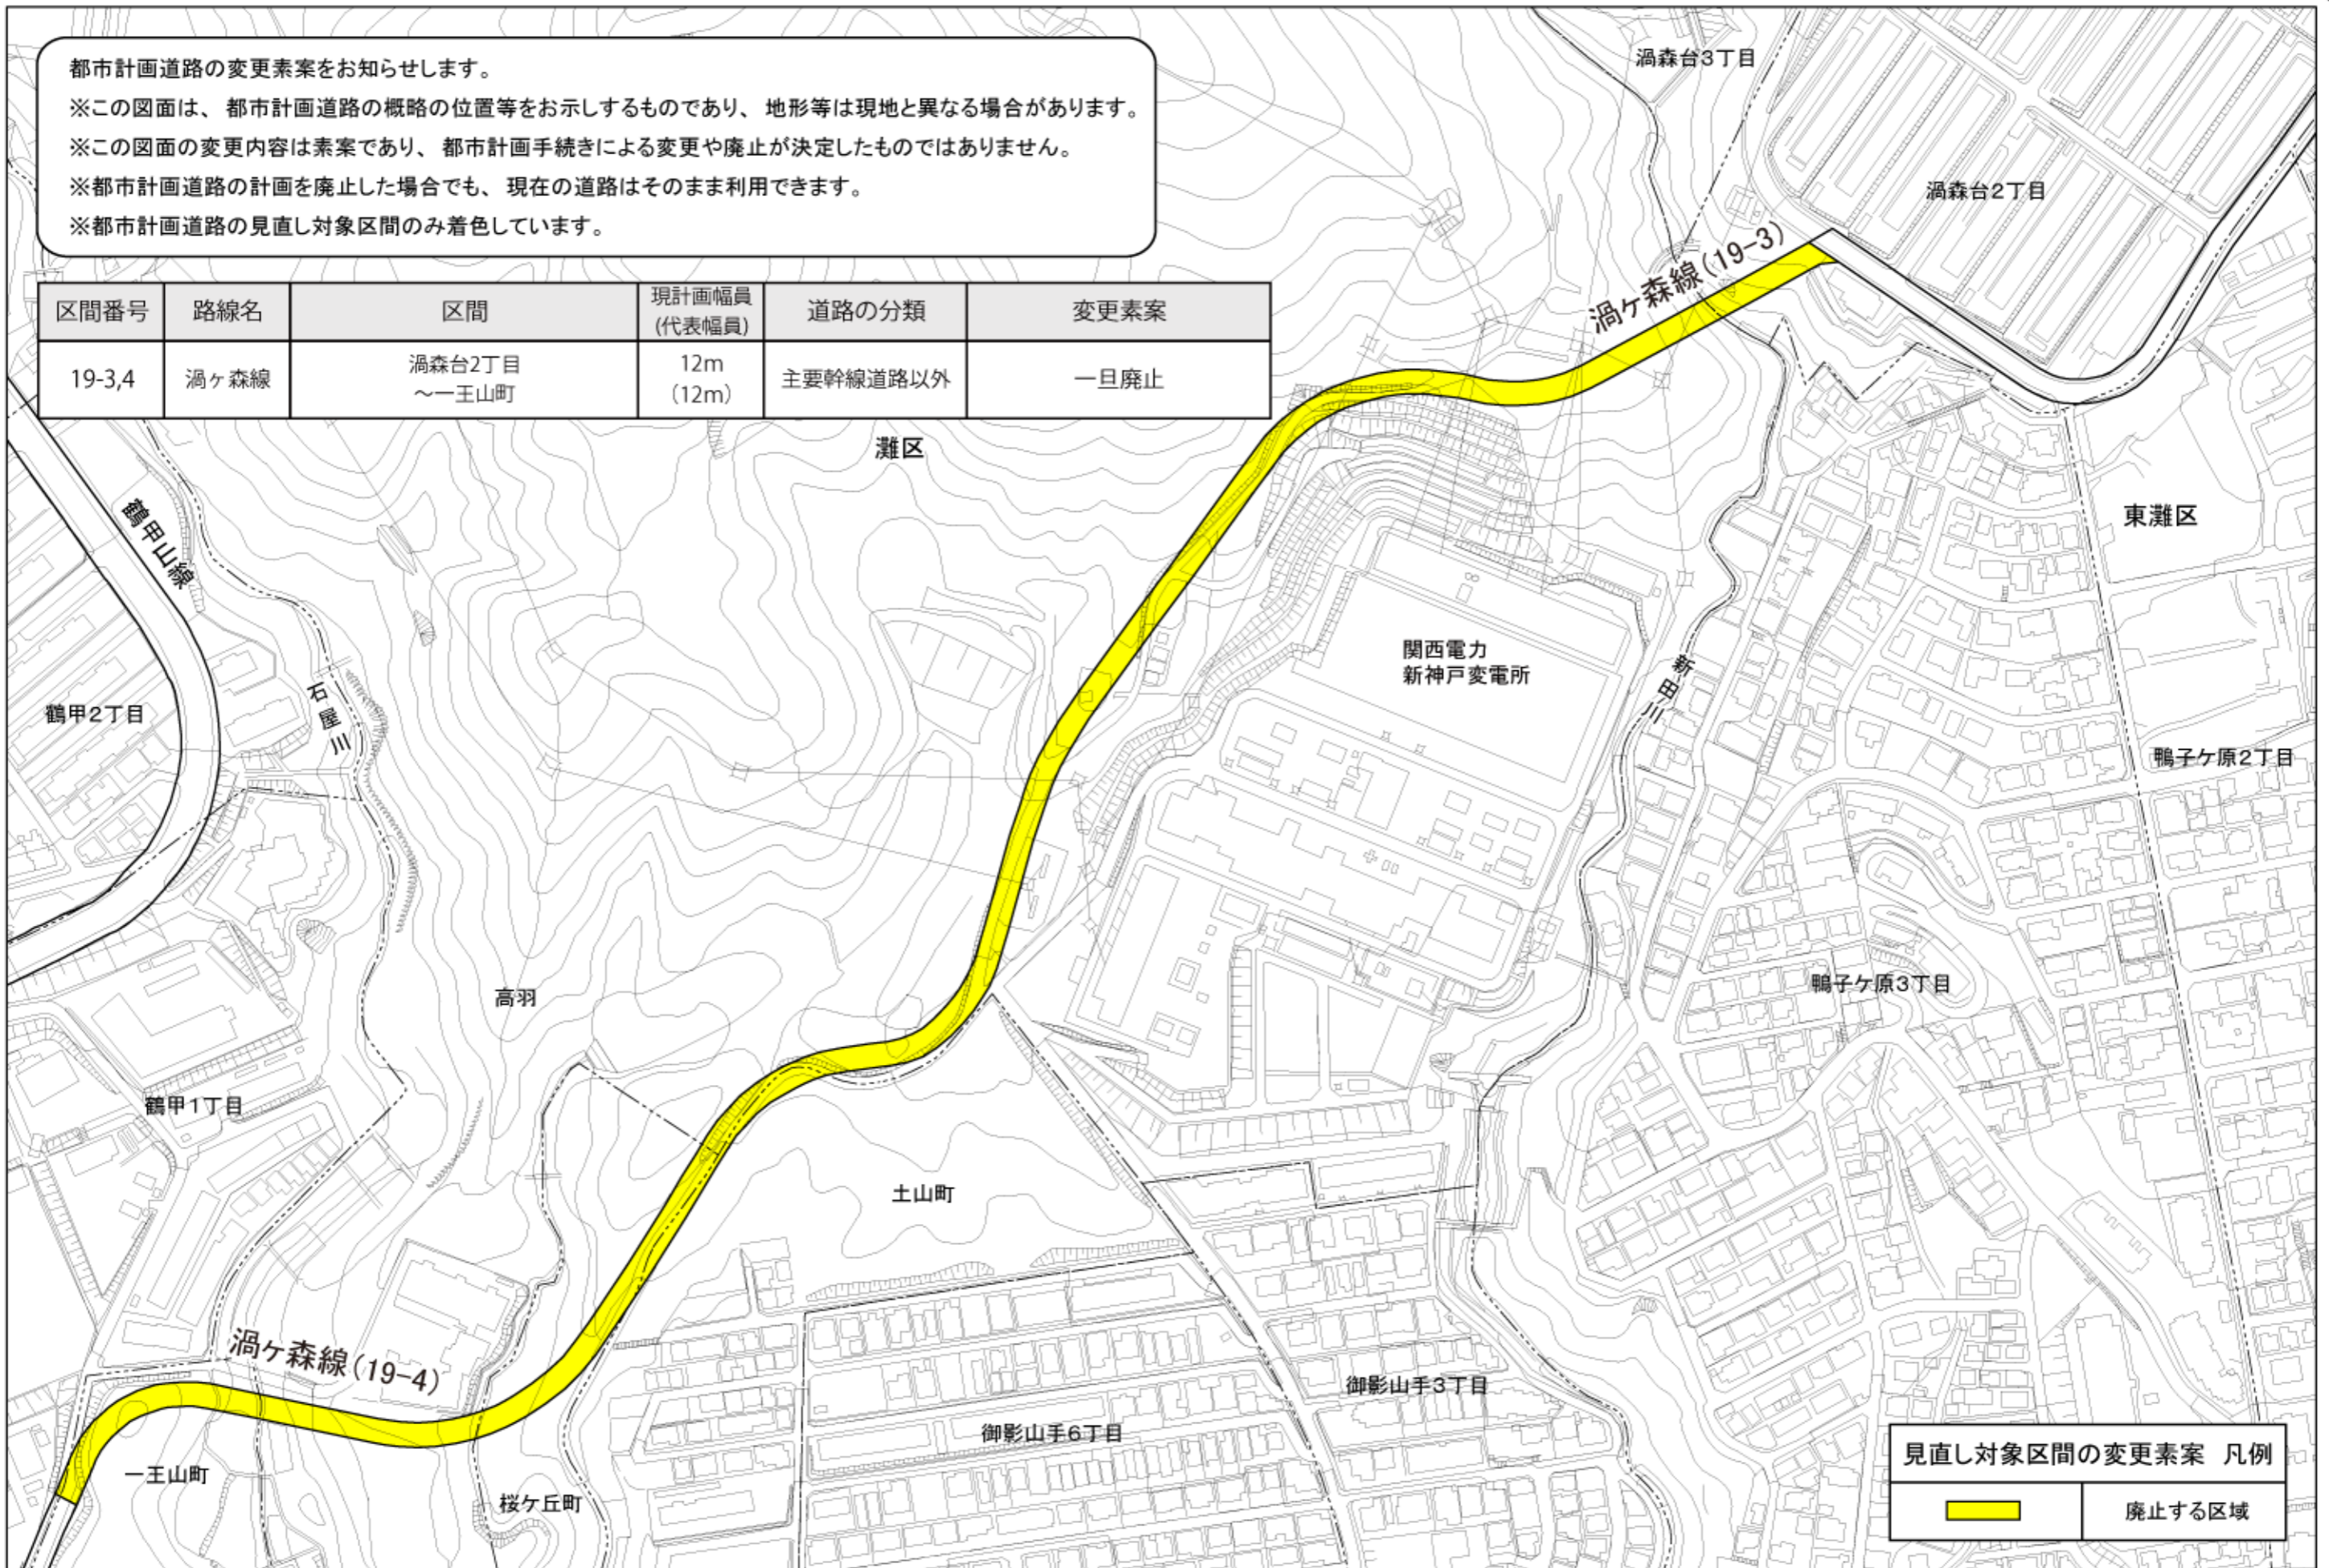 都市計画道路の変更素案をお知らせします。
※この図面は、都市計画道路の概略の位置等をお示しするものであり、地形等は現地と異なる場合があります。
※この図面の変更内容は素案であり、都市計画手続きによる変更や廃止が決定したものではありません。
※都市計画道路の計画を廃止した場合でも、現在の道路はそのまま利用できます。
※都市計画道路の見直し対象区間のみ着色しています。
区間番号 路線名 区間 現計画幅員 (代表幅員) 道路の分類 変更素案
19-3,4 渦ヶ森線 渦森台2丁目 ～一王山町 12m (12m) 主要幹線道路以外 一旦廃止
渦森台3丁目
渦森台2丁目
渦ヶ森線(19-3)
灘区
東灘区
鶴甲山線
関西電力
新神戸変電所
新田川
石屋川
鶴甲2丁目
鴨子ケ原2丁目
鴨子ケ原3丁目
高羽
鶴甲1丁目
土山町
渦ヶ森線(19-4)
御影山手3丁目
御影山手6丁目
一王山町
桜ケ丘町
見直し対象区間の変更素案 凡例
廃止する区域